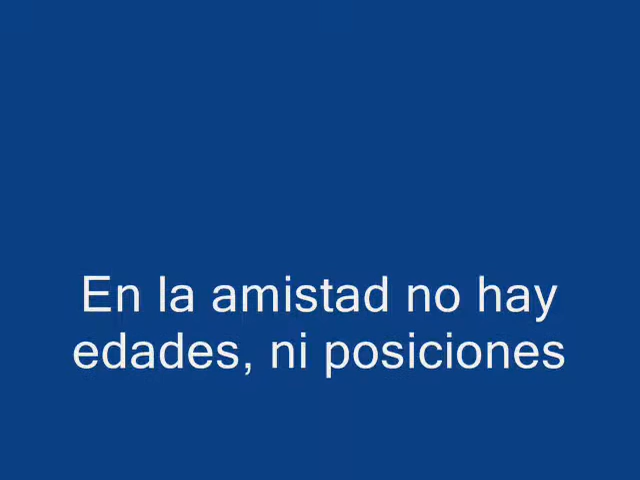 En la amistad no hay
edades, ni posiciones